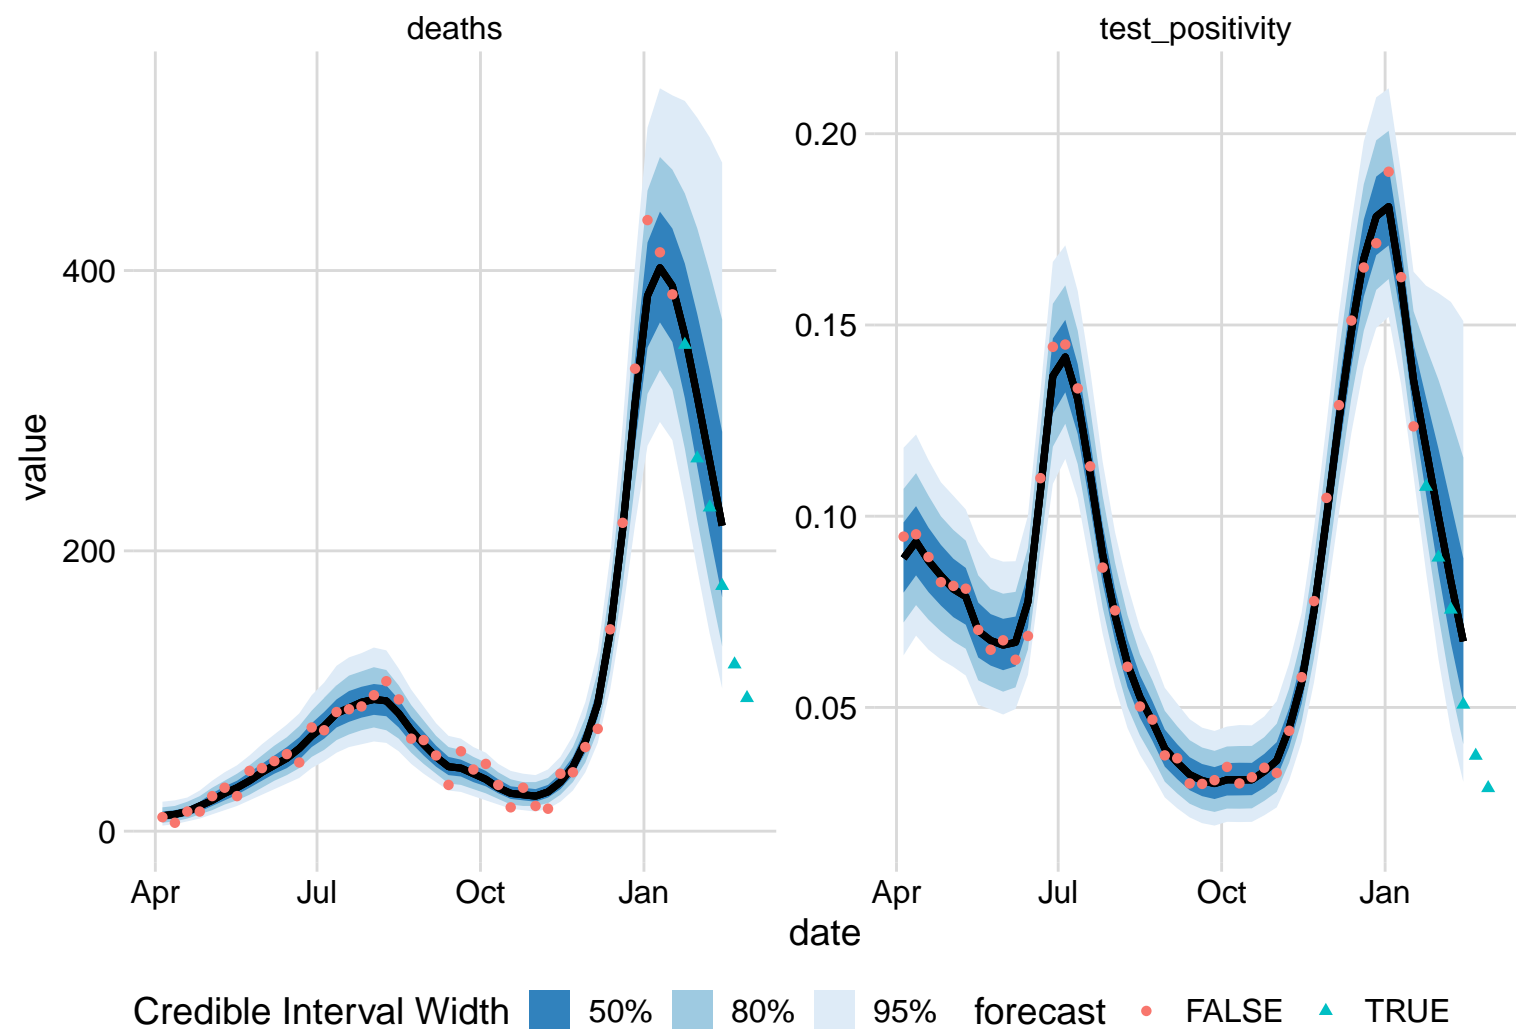 deaths
test_positivity
value
400
200
0
0.20
0.15
0.10
0.05
Apr Jul Oct Jan
Apr Jul Oct Jan
date
Credible Interval Width 50% 80% 95% forecast FALSE TRUE